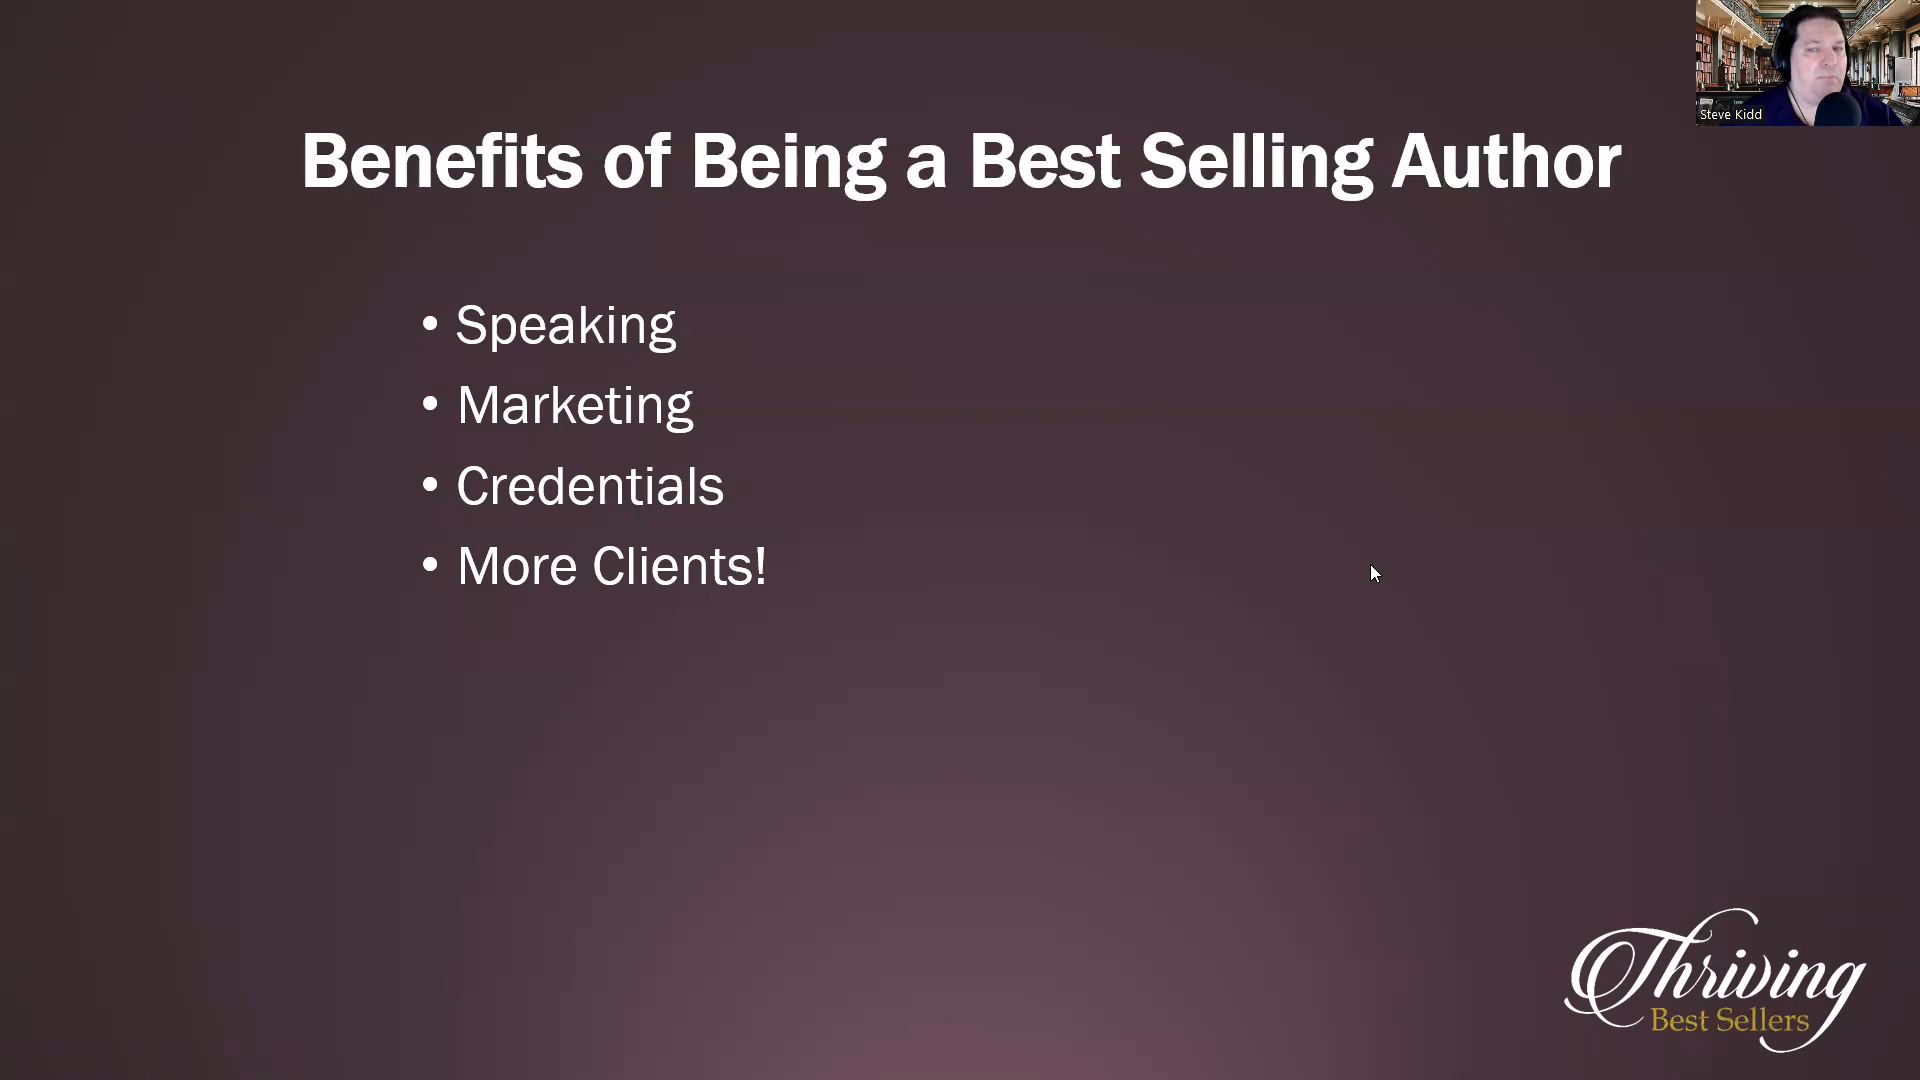 Steve Kidd
Benefits of Being a Best Selling Author
• Speaking
• Marketing
• Credentials
• More Clients!
Thriving
Best Sellers